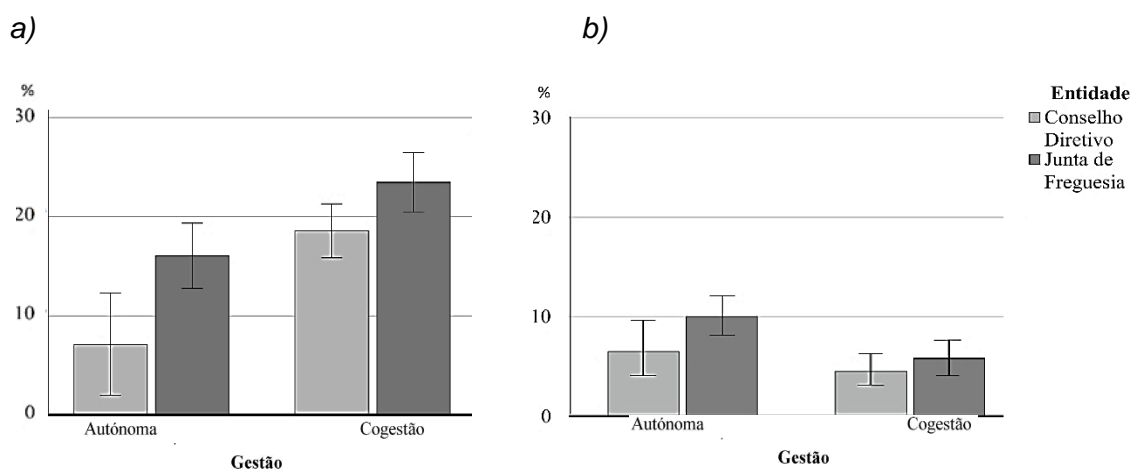 a)
%
30
20
10
0
Autónoma
Cogestão
Gestão
b)
%
30
20
10
0
Autónoma
Cogestão
Gestão
Entidade
Conselho
Diretivo
Junta de
Freguesia